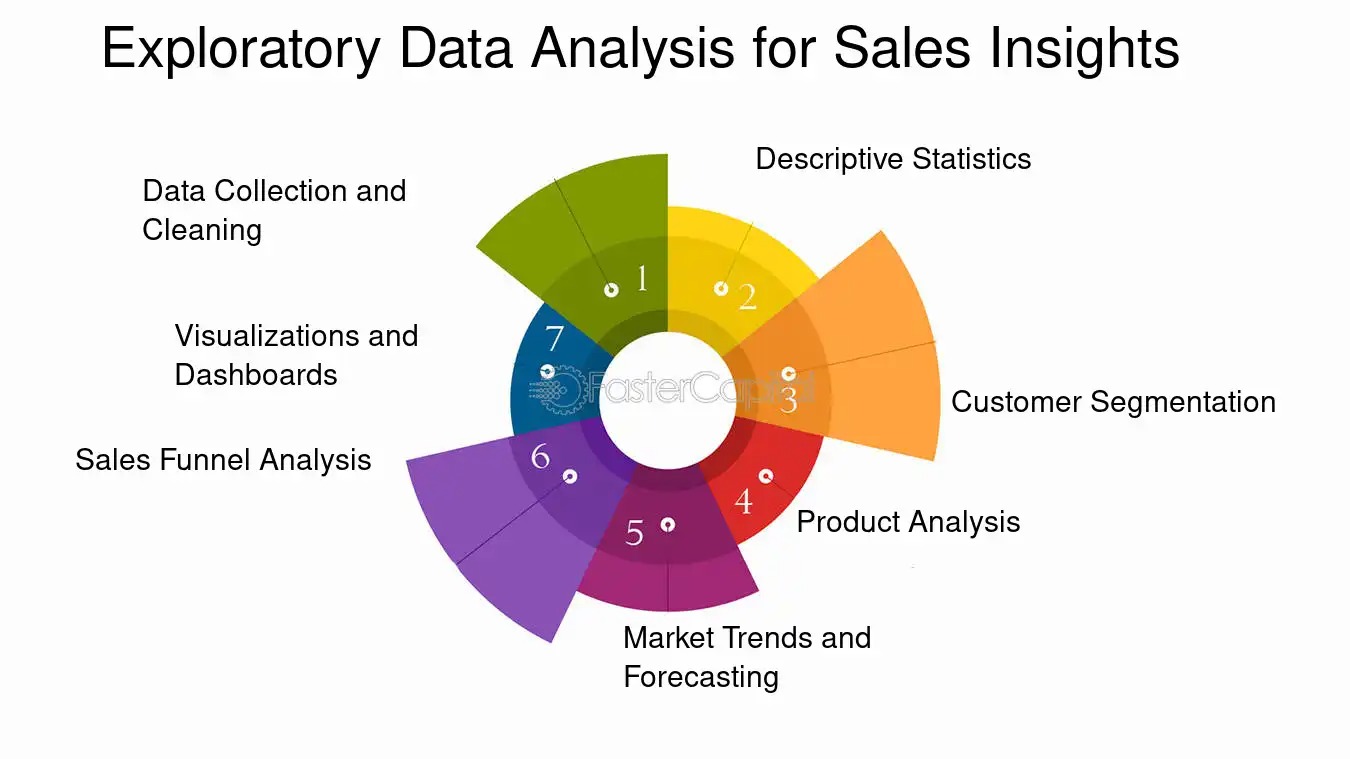 Exploratory Data Analysis for Sales Insights
Data Collection and
Cleaning
1
Descriptive Statistics
2
Customer Segmentation
3
Product Analysis
4
Market Trends and
Forecasting
5
Sales Funnel Analysis
6
Visualizations and
Dashboards
7
FasterCapital